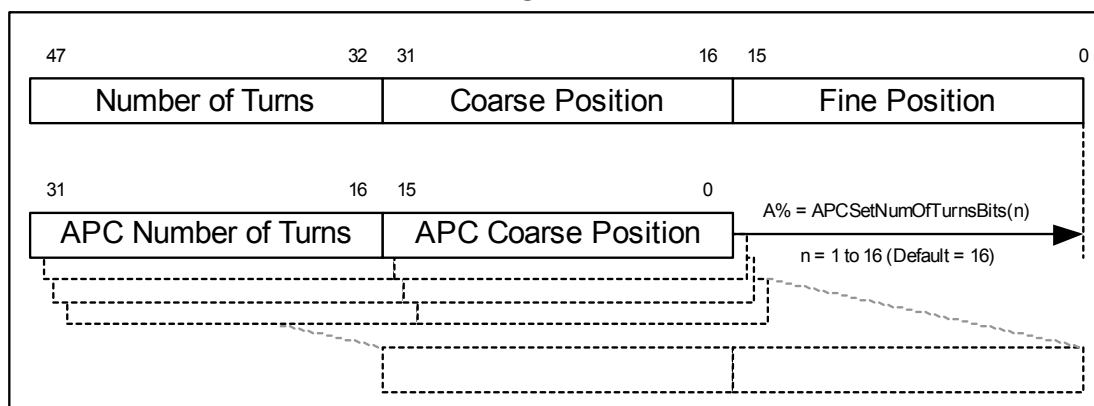 47 32 31 16 15 0
Number of Turns Coarse Position Fine Position
31 16 15 0
A% = APCSetNumOfTurnsBits(n)
APC Number of Turns APC Coarse Position
n = 1 to 16 (Default = 16)